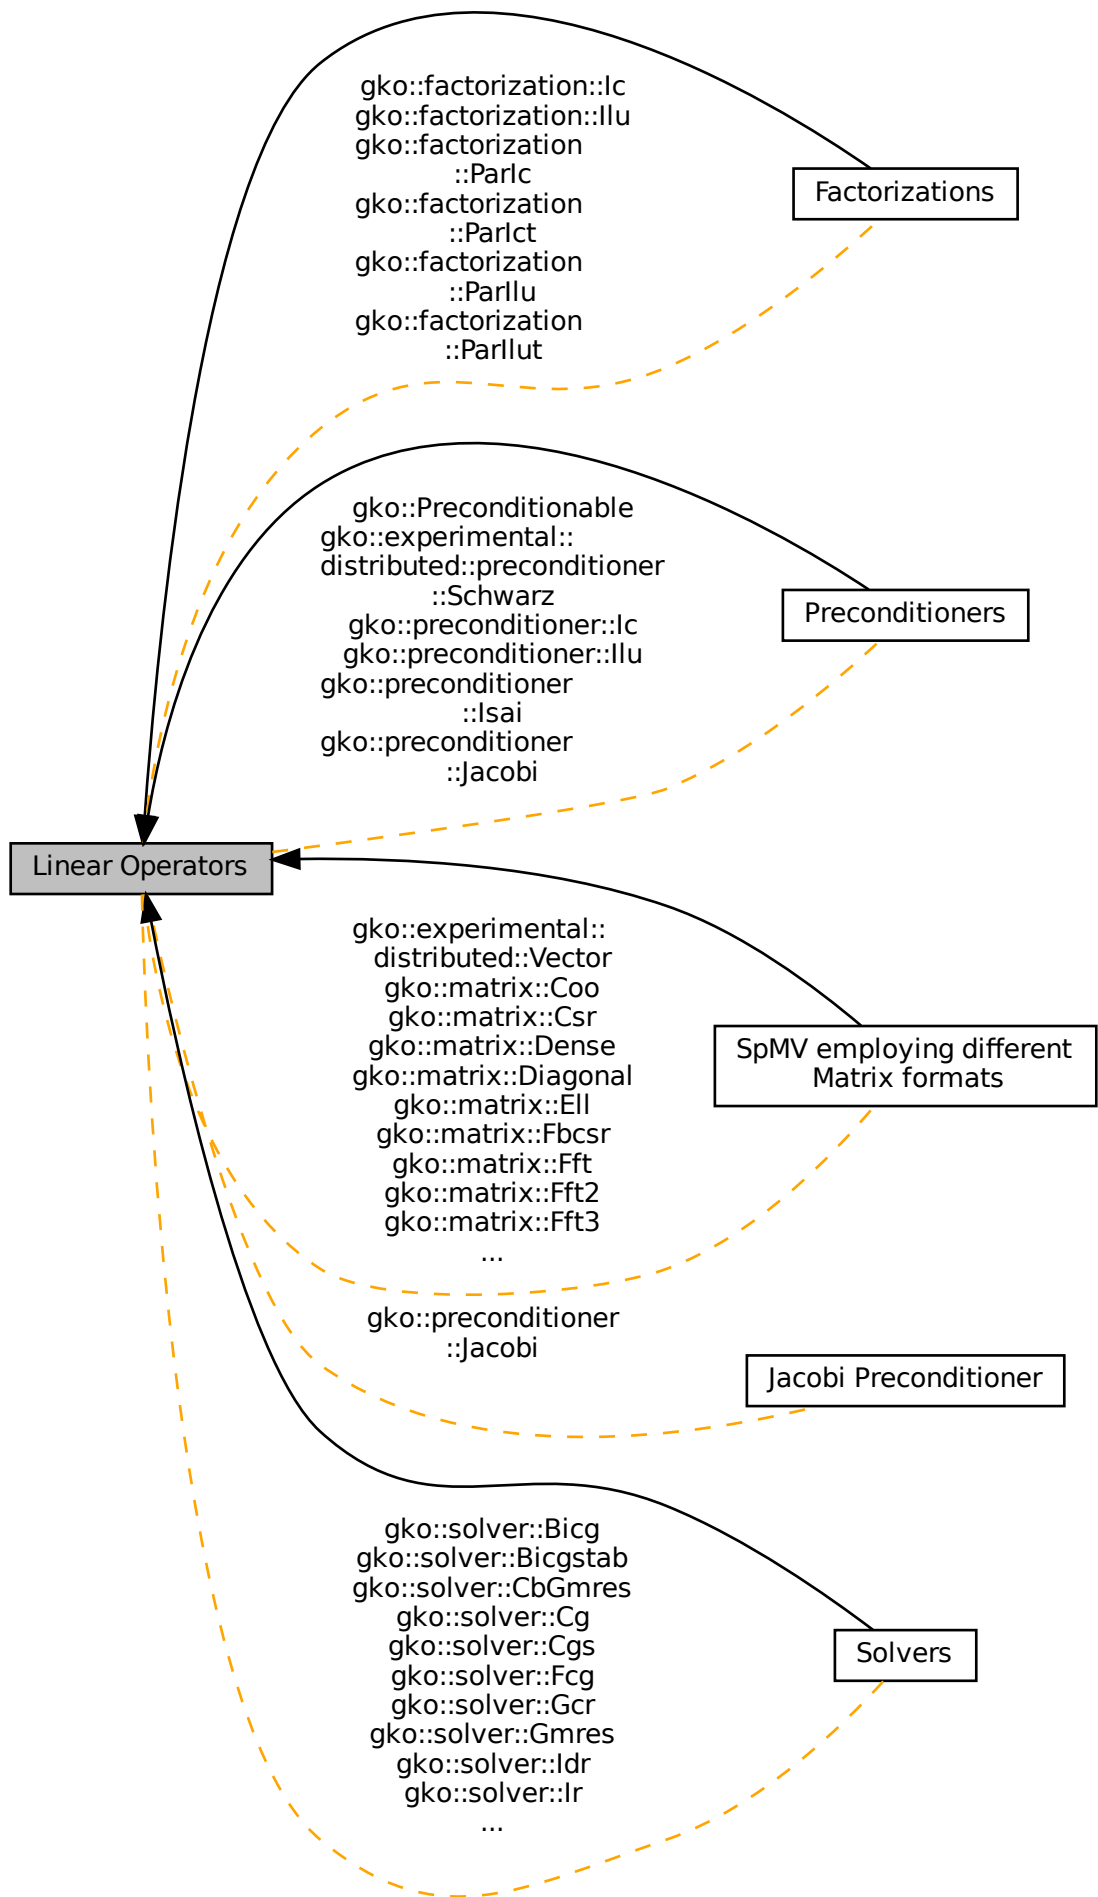 gko::factorization::Ic
gko::factorization::Ilu
gko::factorization
::ParIc
gko::factorization
::ParIct
gko::factorization
::ParIlu
gko::factorization
::ParIlut
Factorizations
gko::Preconditionable
gko::experimental::
distributed::preconditioner
::Schwarz
gko::preconditioner::Ic
gko::preconditioner::Ilu
gko::preconditioner
::Isai
gko::preconditioner
::Jacobi
Preconditioners
Linear Operators
gko::experimental::
distributed::Vector
gko::matrix::Coo
gko::matrix::Csr
gko::matrix::Dense
gko::matrix::Diagonal
gko::matrix::Ell
gko::matrix::Fbcsr
gko::matrix::Fft
gko::matrix::Fft2
gko::matrix::Fft3
...
SpMV employing different
Matrix formats
gko::preconditioner
::Jacobi
Jacobi Preconditioner
gko::solver::Bicg
gko::solver::Bicgstab
gko::solver::CbGmres
gko::solver::Cg
gko::solver::Cgs
gko::solver::Fcg
gko::solver::Gcr
gko::solver::Gmres
gko::solver::Idr
gko::solver::Ir
...
Solvers